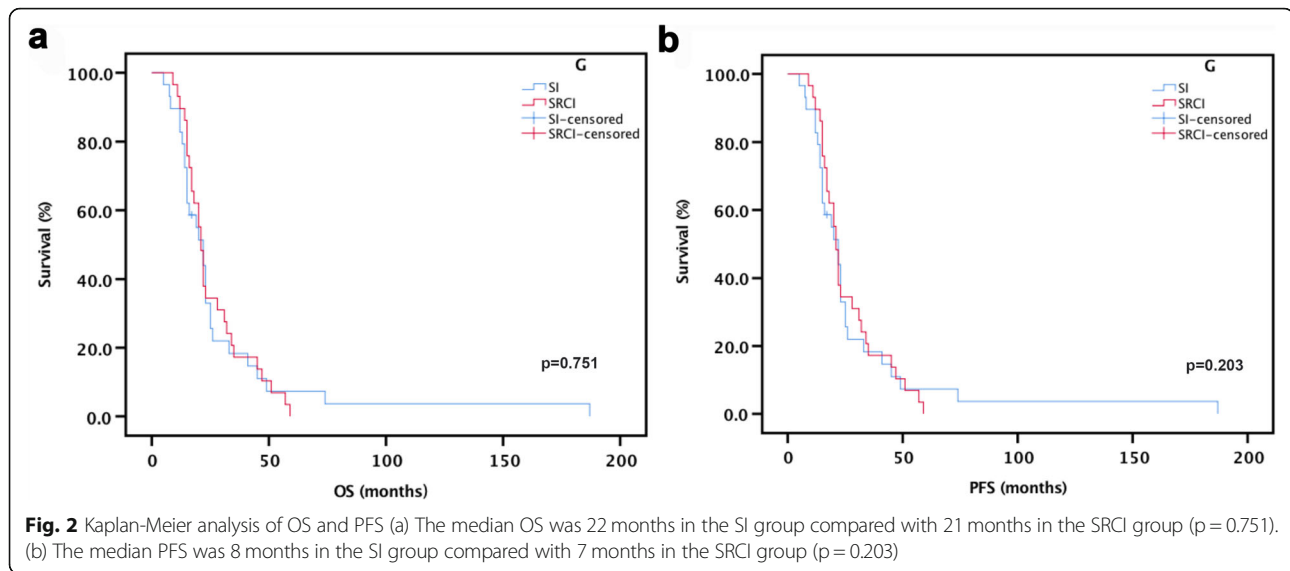 a
G
SI
SRCI
SI-censored
SRCI-censored
100.0
80.0
60.0
40.0
20.0
0.0
Survival (%)
p=0.751
0 50 100 150 200
OS (months)
b
G
SI
SRCI
SI-censored
SRCI-censored
100.0
80.0
60.0
40.0
20.0
0.0
Survival (%)
p=0.203
0 50 100 150 200
PFS (months)
Fig. 2 Kaplan-Meier analysis of OS and PFS (a) The median OS was 22 months in the SI group compared with 21 months in the SRCI group (p = 0.751).
(b) The median PFS was 8 months in the SI group compared with 7 months in the SRCI group (p = 0.203)